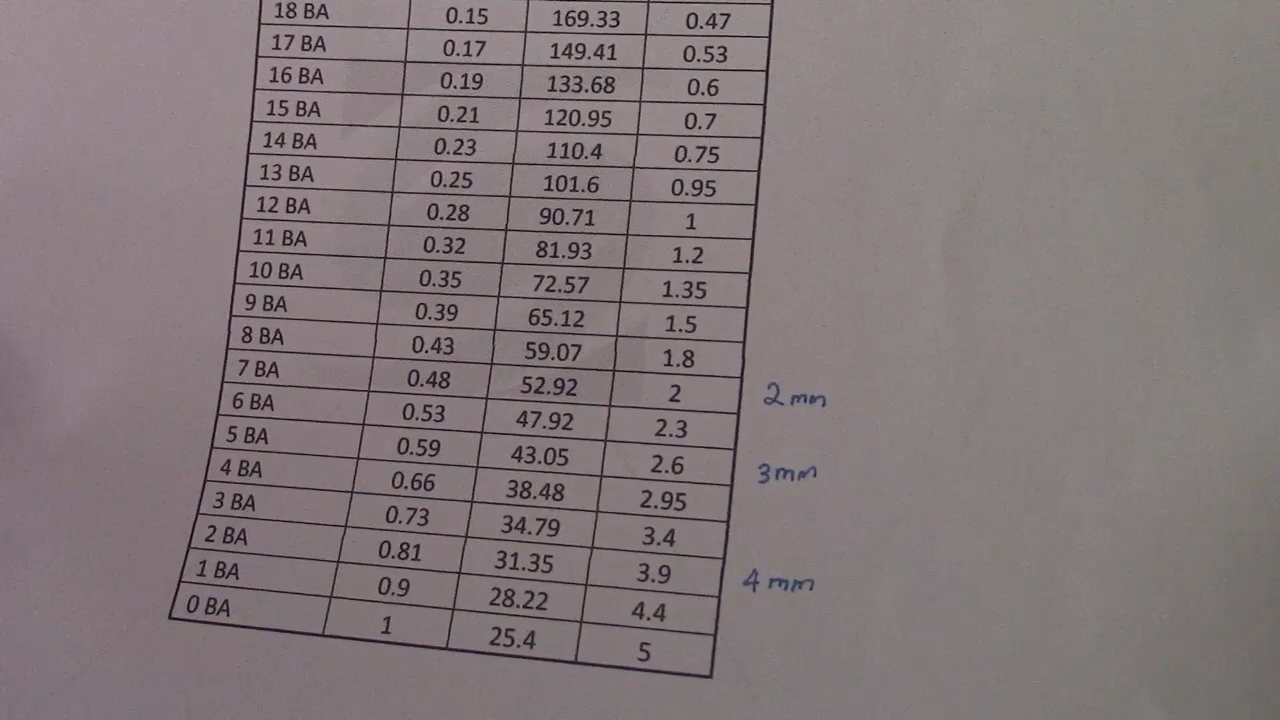 18 BA 0.15 169.33 0.47
17 BA 0.17 149.41 0.53
16 BA 0.19 133.68 0.6
15 BA 0.21 120.95 0.7
14 BA 0.23 110.4 0.75
13 BA 0.25 101.6 0.95
12 BA 0.28 90.71 1
11 BA 0.32 81.93 1.2
10 BA 0.35 72.57 1.35
9 BA 0.39 65.12 1.5
8 BA 0.43 59.07 1.8
7 BA 0.48 52.92 2 2mm
6 BA 0.53 47.92 2.3
5 BA 0.59 43.05 2.6
4 BA 0.66 38.48 2.95 3mm
3 BA 0.73 34.79 3.4
2 BA 0.81 31.35 3.9 4mm
1 BA 0.9 28.22 4.4
0 BA 1 25.4 5